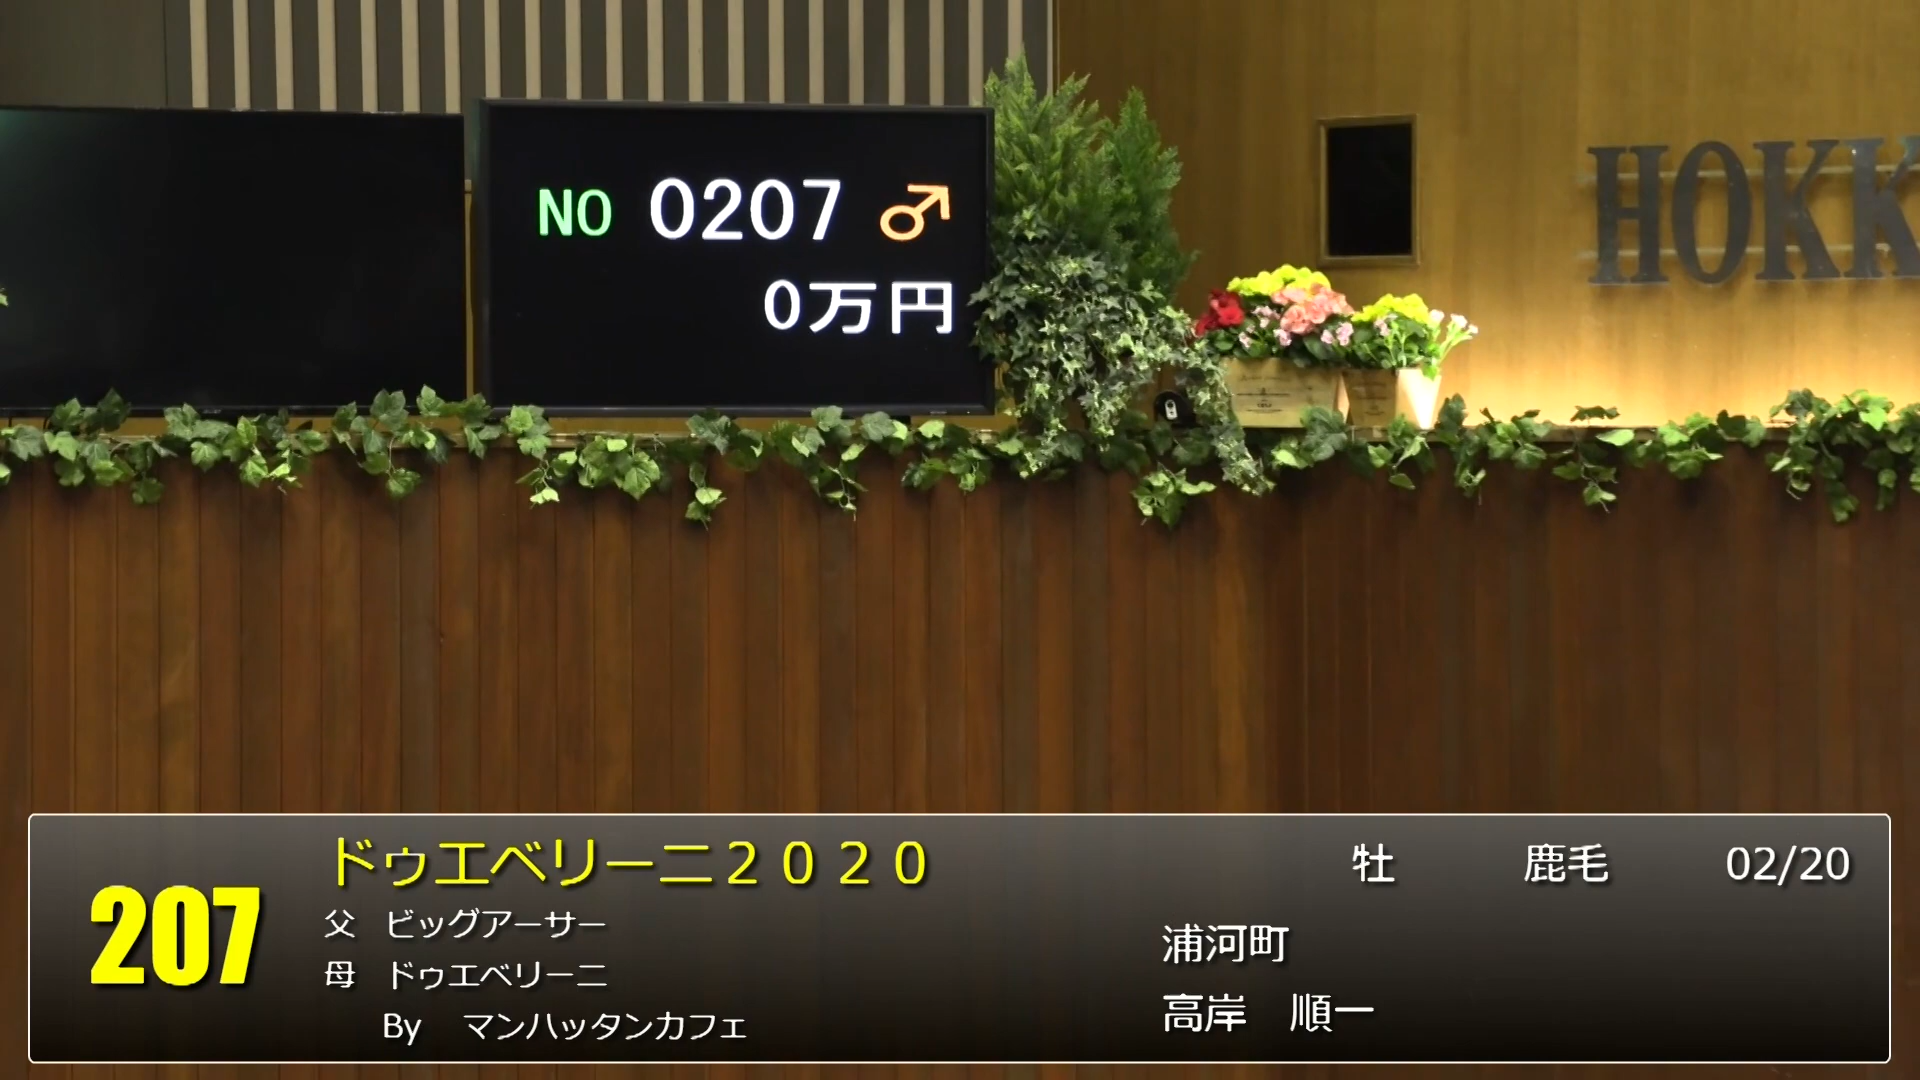 NO 0207 ♂
0万円
HOKK
207
ドゥエベリーニ2020
牡 鹿毛 02/20
父 ビッグアーサー
母 ドゥエベリーニ
By マンハッタンカフェ
浦河町
高岸 順一